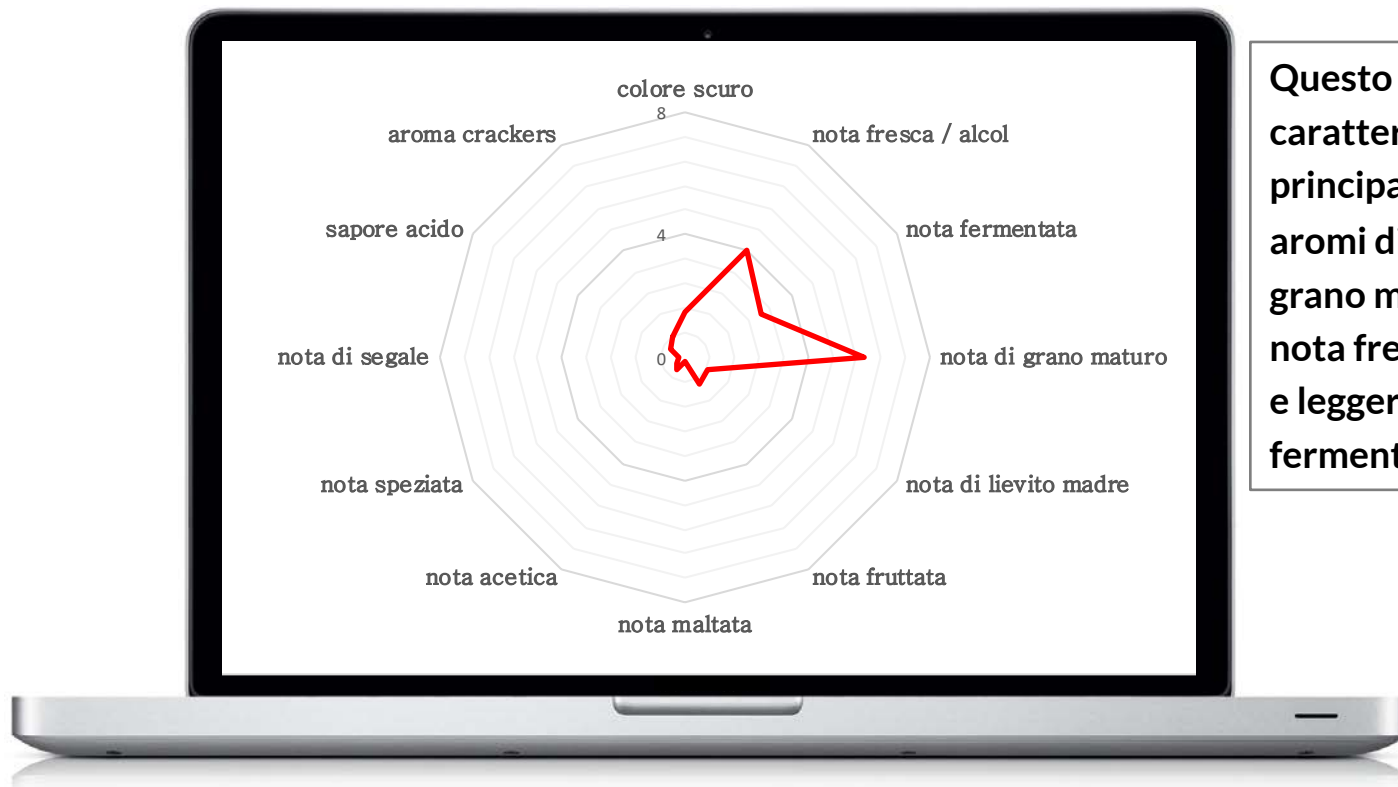 colore scuro
8
nota fresca / alcol
aroma crackers
sapore acido
4
nota fermentata
nota di segale
0
nota di grano maturo
nota speziata
nota di lievito madre
nota acetica
nota fruttata
nota maltata
Questo
caratter
principa
aromi di
grano m
nota fre
e legger
ferment